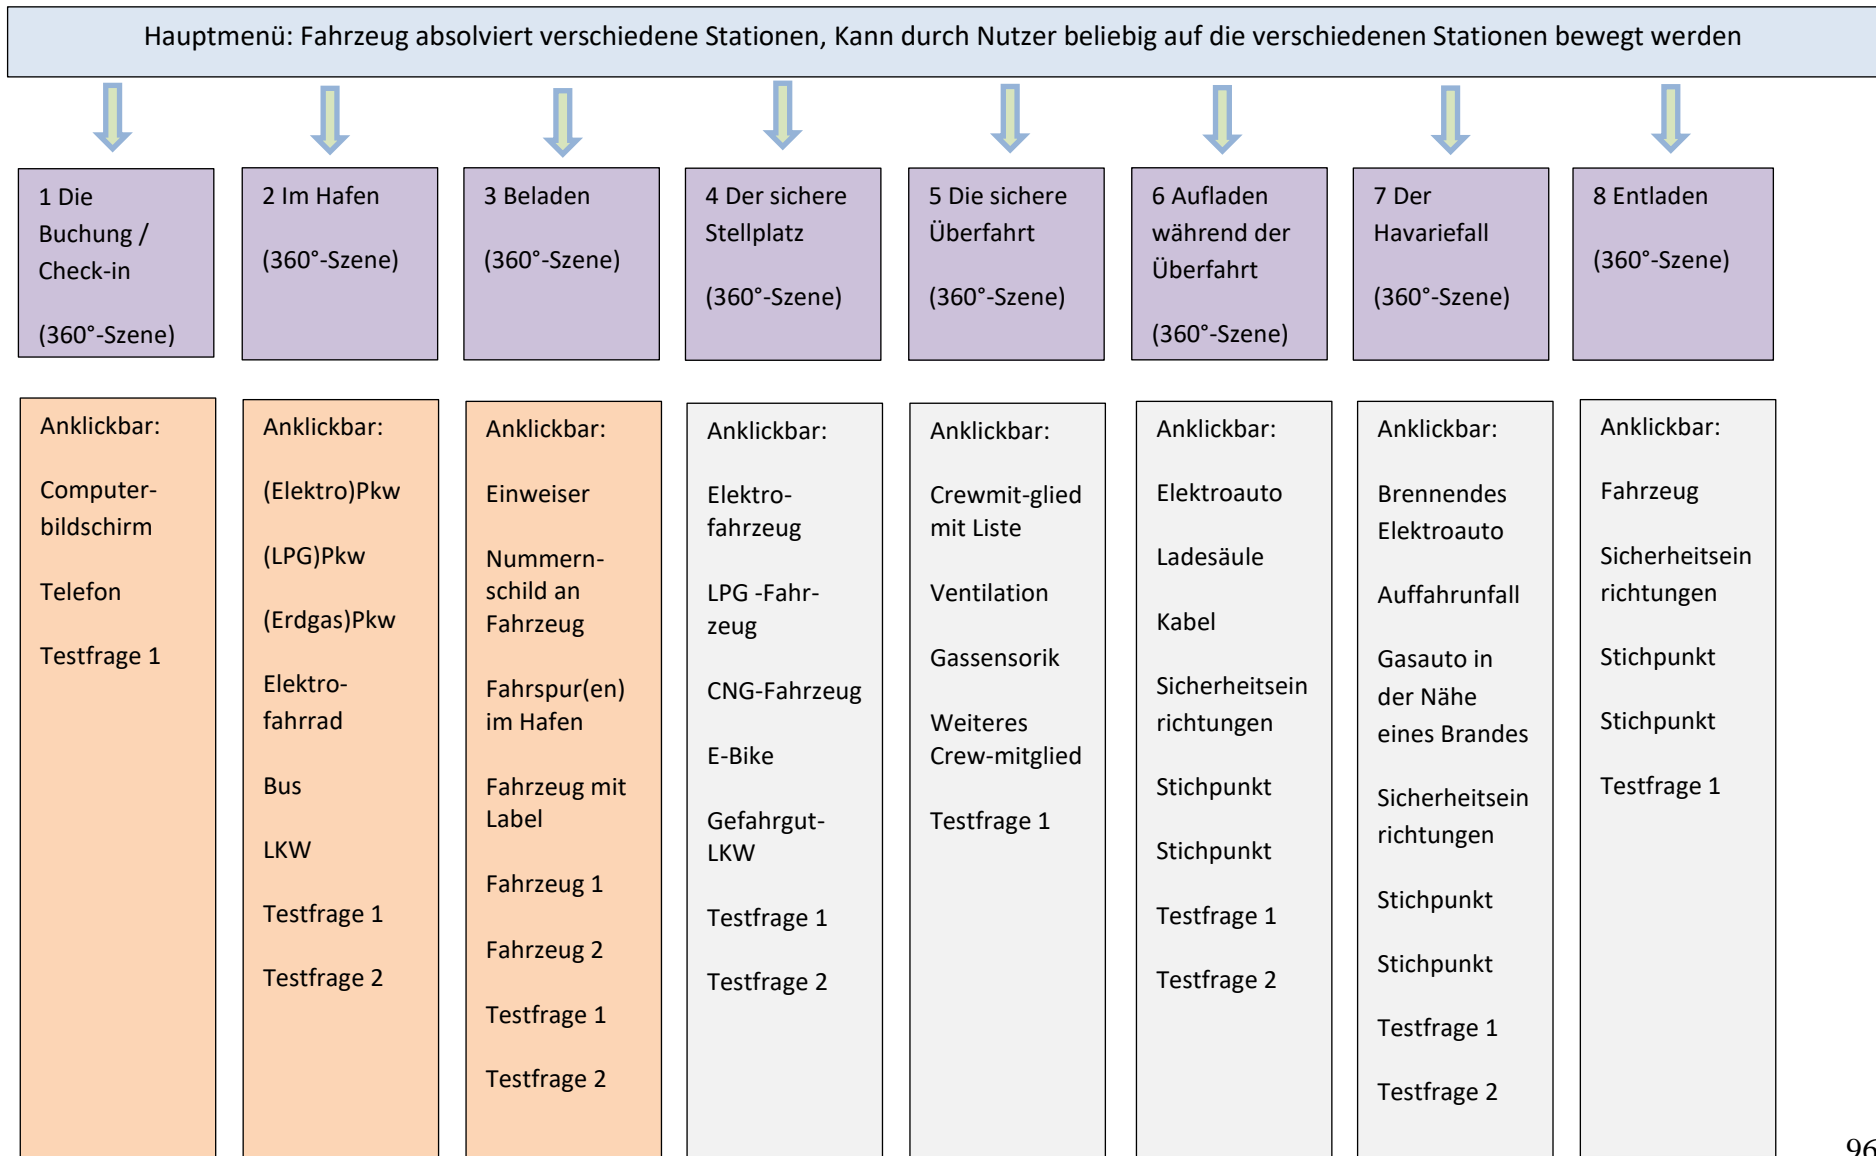 Hauptmenü: Fahrzeug absolviert verschiedene Stationen, Kann durch Nutzer beliebig auf die verschiedenen Stationen bewegt werden
1 Die
Buchung /
Check-in
(360°-Szene)
2 Im Hafen
(360°-Szene)
3 Beladen
(360°-Szene)
4 Der sichere
Stellplatz
(360°-Szene)
5 Die sichere
Überfahrt
(360°-Szene)
6 Aufladen
während der
Überfahrt
(360°-Szene)
7 Der
Havariefall
(360°-Szene)
8 Entladen
(360°-Szene)
Anklickbar:
Computer-
bildschirm
Telefon
Testfrage 1
Anklickbar:
(Elektro)Pkw
(LPG)Pkw
(Erdgas)Pkw
Elektro-
fahrrad
Bus
LKW
Testfrage 1
Testfrage 2
Anklickbar:
Einweiser
Nummern-
schild an
Fahrzeug
Fahrspur(en)
im Hafen
Fahrzeug mit
Label
Fahrzeug 1
Fahrzeug 2
Testfrage 1
Testfrage 2
Anklickbar:
Elektro-
fahrzeug
LPG -Fahr-
zeug
CNG-Fahrzeug
E-Bike
Gefahrgut-
LKW
Testfrage 1
Testfrage 2
Anklickbar:
Crewmit-glied
mit Liste
Ventilation
Gassensorik
Weiteres
Crew-mitglied
Testfrage 1
Anklickbar:
Elektroauto
Ladesäule
Kabel
Sicherheitsein
richtungen
Stichpunkt
Stichpunkt
Testfrage 1
Testfrage 2
Anklickbar:
Brennendes
Elektroauto
Auffahrunfall
Gasauto in
der Nähe
eines Brandes
Sicherheitsein
richtungen
Stichpunkt
Stichpunkt
Testfrage 1
Testfrage 2
Anklickbar:
Fahrzeug
Sicherheitsein
richtungen
Stichpunkt
Stichpunkt
Testfrage 1
96